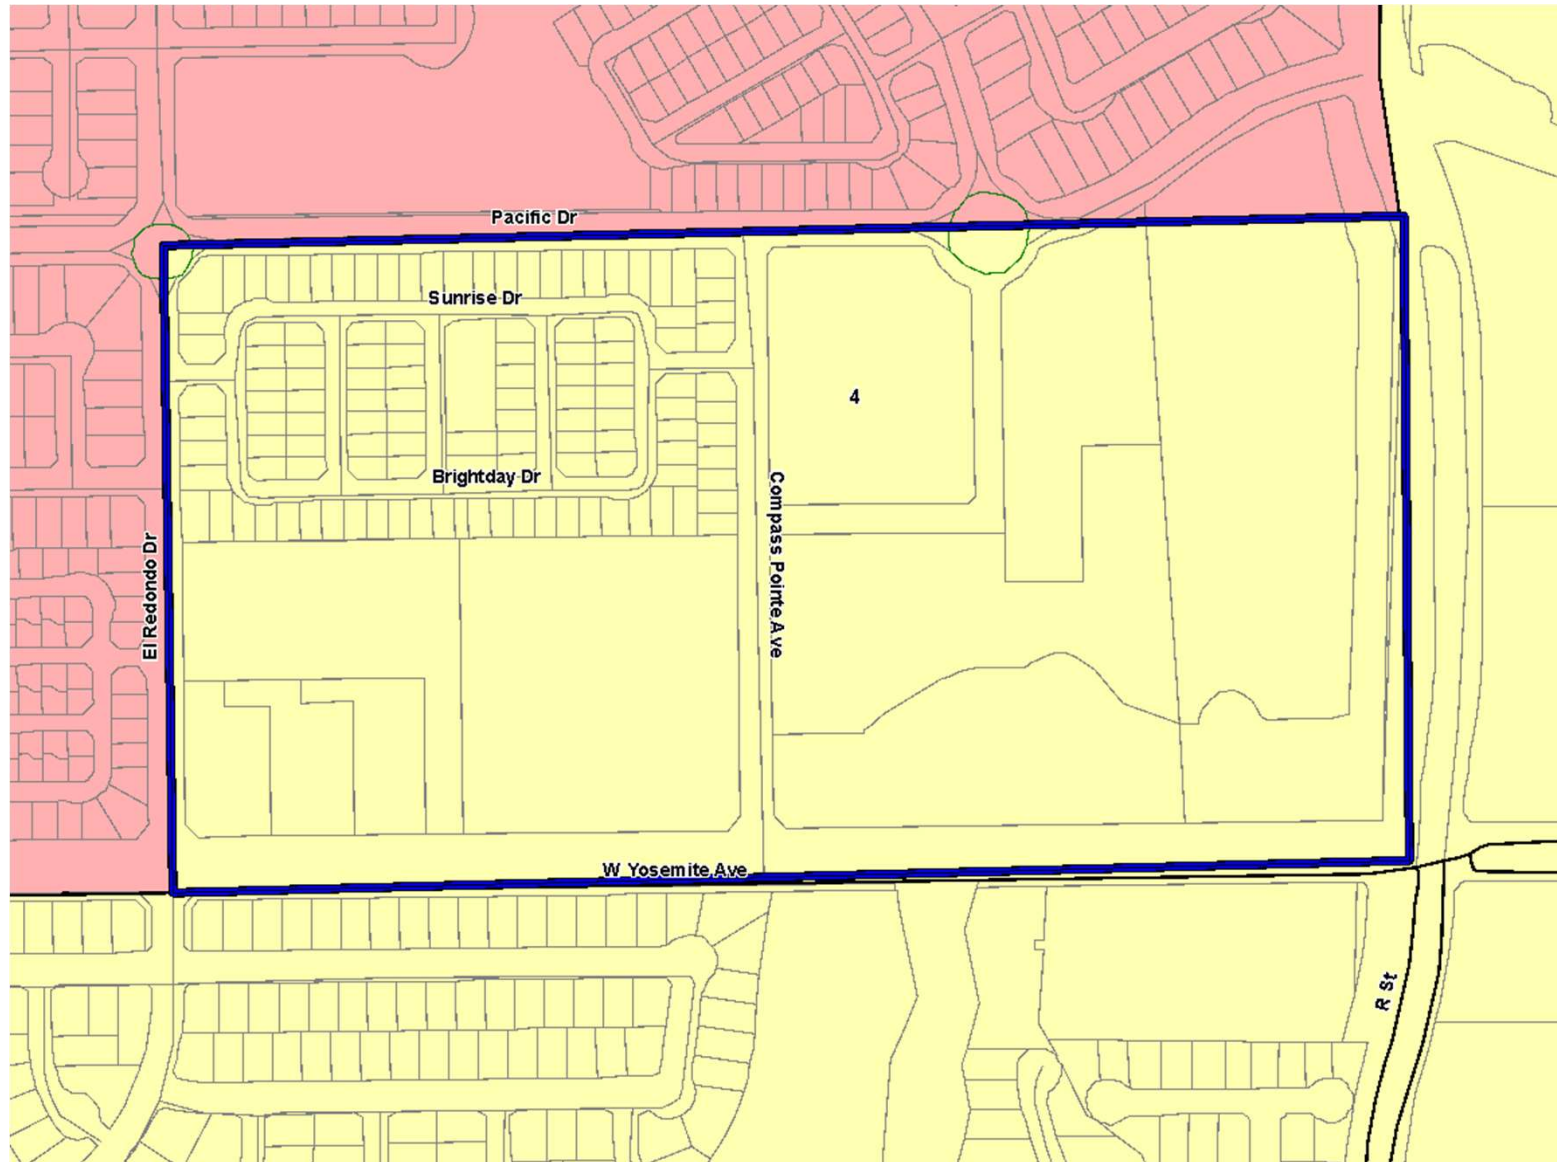 Pacific Dr
Sunrise Dr
4
Brightday Dr
Compass Pointe Ave
El Redondo Dr
W Yosemite Ave
R St